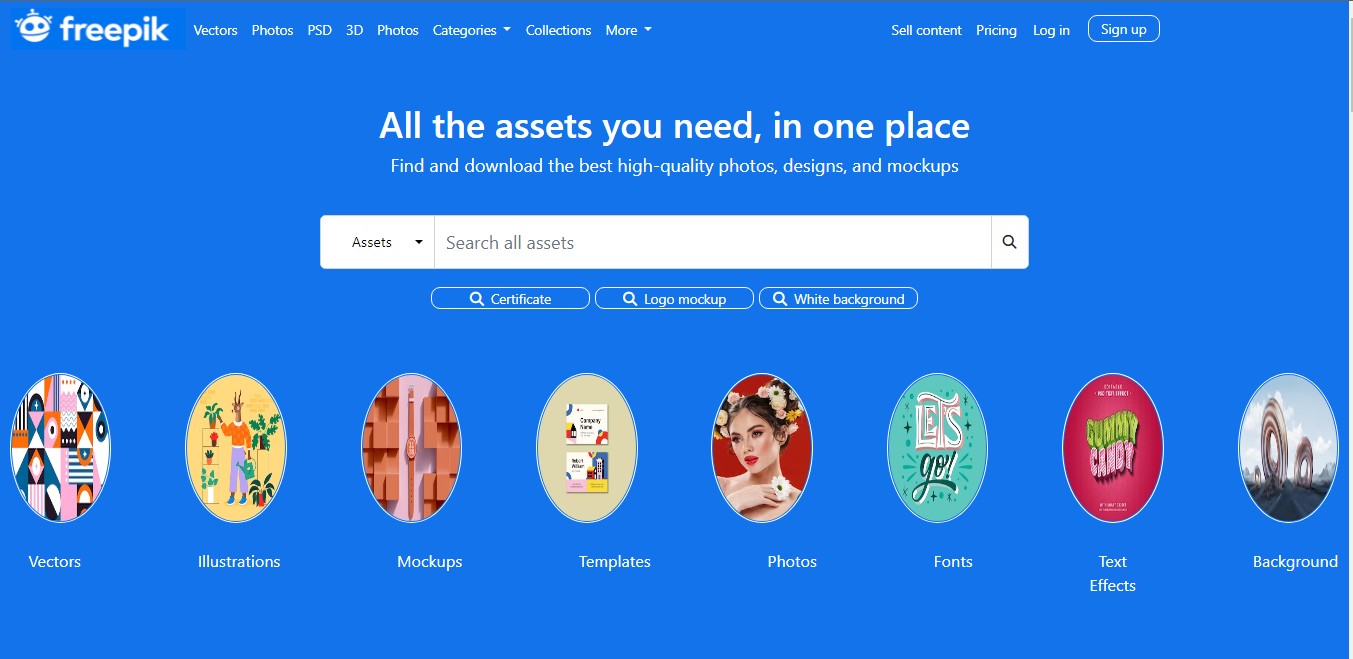 freepik Vectors Photos PSD 3D Photos Categories Collections More Sell content Pricing Log in Sign up
All the assets you need, in one place
Find and download the best high-quality photos, designs, and mockups
Assets Search all assets
Certificate Logo mockup White background
Company
Name
Robert
William
LET'S
go!
SUMMY
CANDY
Vectors Illustrations Mockups Templates Photos Fonts Text Background
Effects